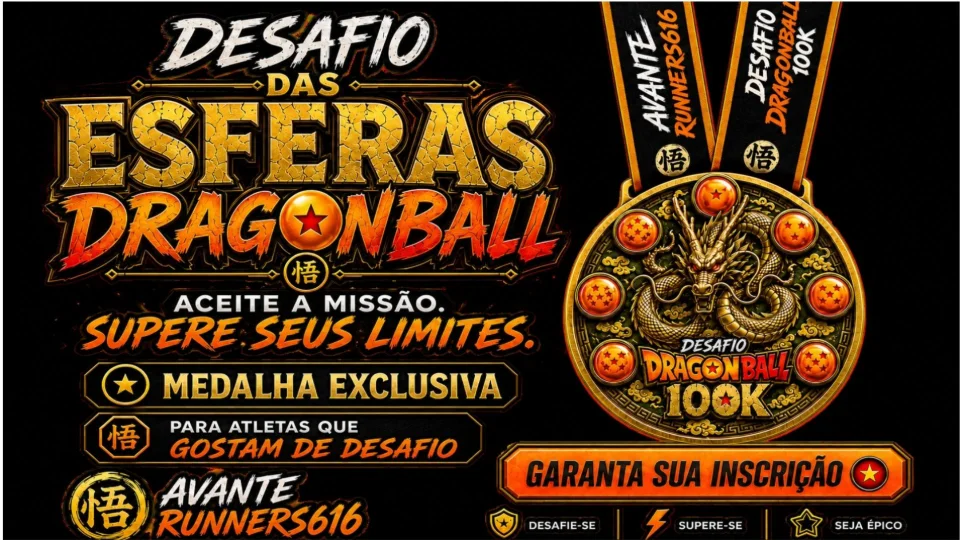 DESAFIO
DAS
ESFERAS
DRAGONBALL
悟
ACEITE A MISSÃO.
SUPERE SEUS LIMITES.
MEDALHA EXCLUSIVA
悟
PARA ATLETAS QUE
GOSTAM DE DESAFIO
悟
AVANTE
RUNNERS616
AVANTE
RUNNERS616
悟
DESAFIO
DRAGONBALL
100K
悟
DESAFIO
DRAGONBALL
100K
GARANTA SUA INSCRIÇÃO
DESAFIE-SE
SUPERE-SE
SEJA ÉPICO